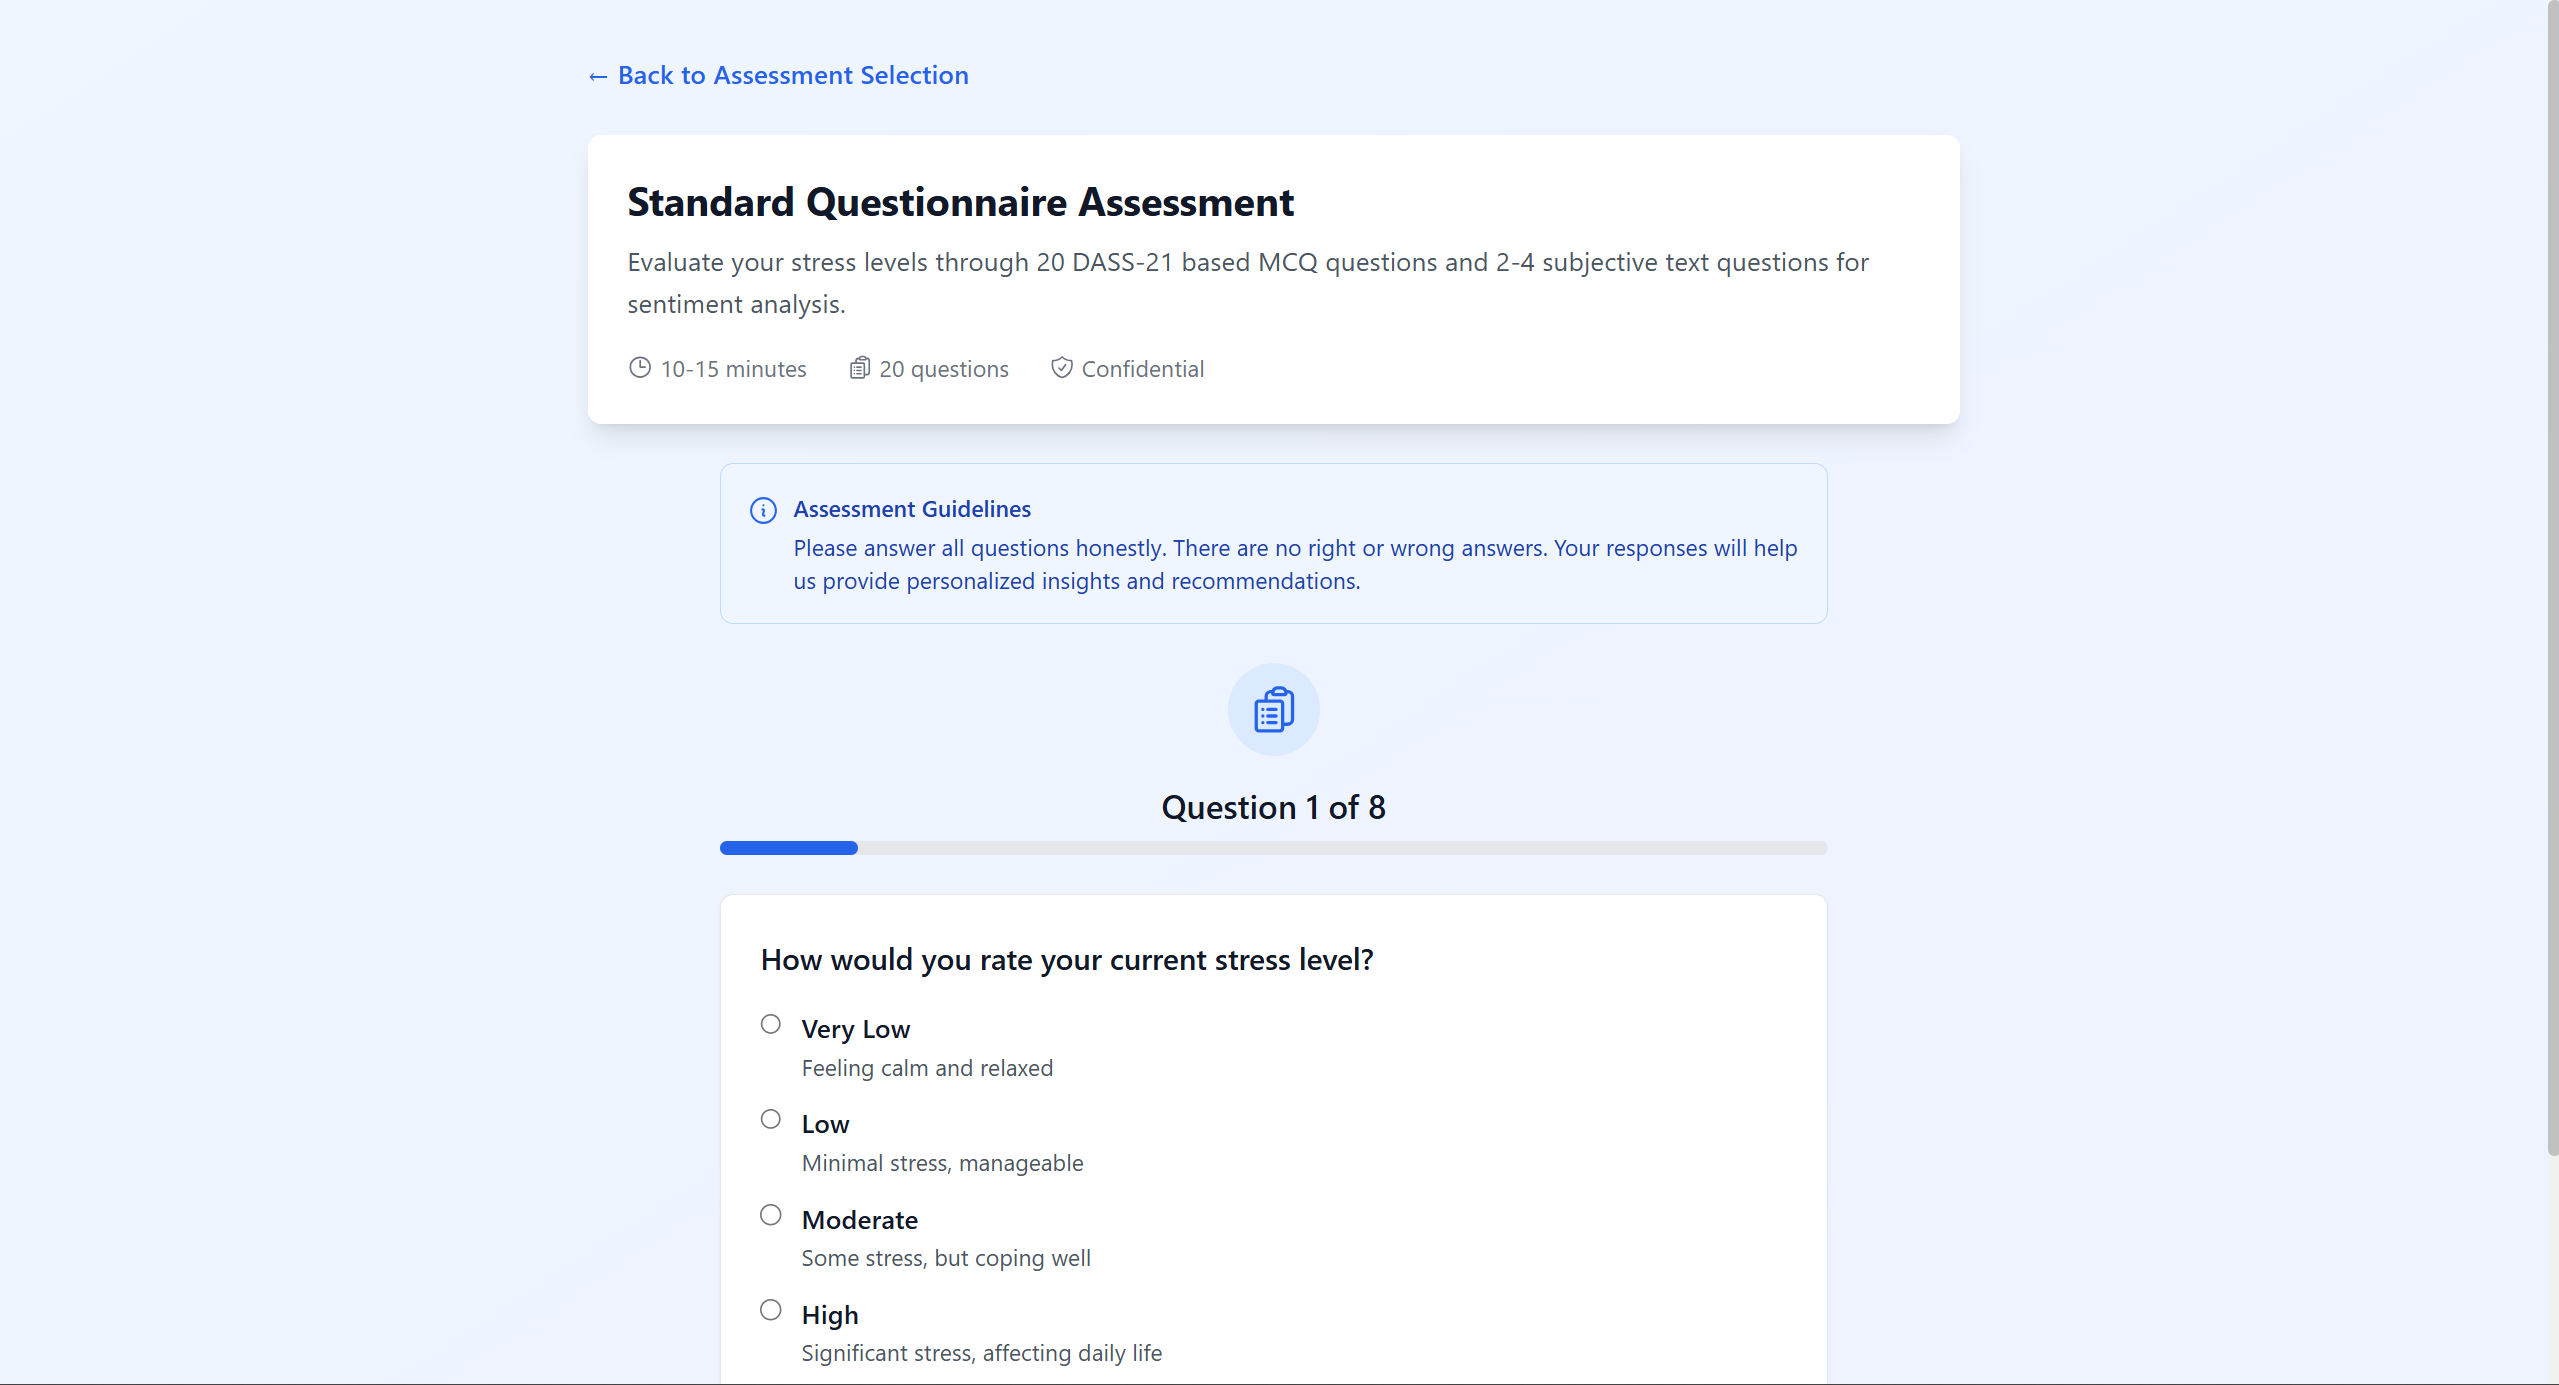 ← Back to Assessment Selection
Standard Questionnaire Assessment
Evaluate your stress levels through 20 DASS-21 based MCQ questions and 2-4 subjective text questions for
sentiment analysis.
10-15 minutes 20 questions Confidential
Assessment Guidelines
Please answer all questions honestly. There are no right or wrong answers. Your responses will help
us provide personalized insights and recommendations.
Question 1 of 8
How would you rate your current stress level?
Very Low
Feeling calm and relaxed
Low
Minimal stress, manageable
Moderate
Some stress, but coping well
High
Significant stress, affecting daily life